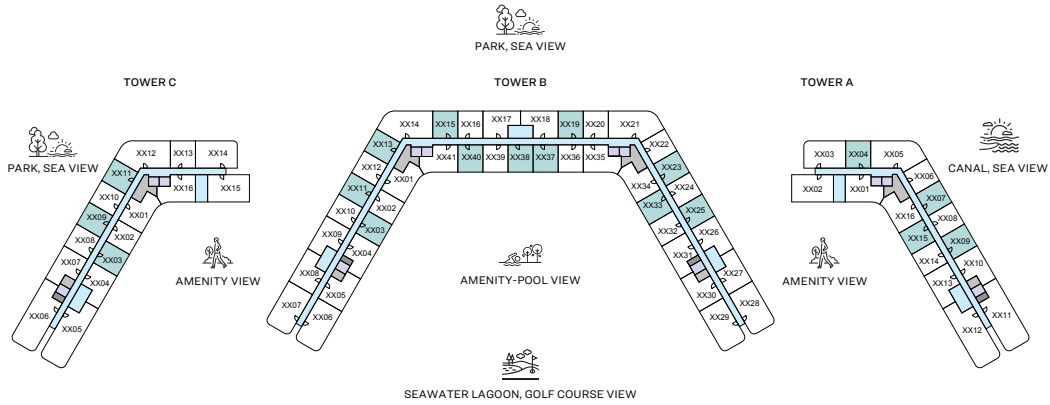 PARK, SEA VIEW
TOWER C
TOWER B
TOWER A
PARK, SEA VIEW
CANAL, SEA VIEW
XX12
XX13
XX14
XX11
XX16
XX15
XX10
XX01
XX09
XX02
XX08
XX03
XX07
XX04
XX06
XX05
XX14
XX15
XX16
XX17
XX18
XX19
XX20
XX21
XX13
XX41
XX40
XX39
XX38
XX37
XX36
XX35
XX22
XX12
XX01
XX34
XX23
XX11
XX02
XX33
XX24
XX10
XX03
XX32
XX25
XX09
XX04
XX31
XX26
XX08
XX05
XX30
XX27
XX07
XX06
XX29
XX28
XX03
XX04
XX05
XX02
XX01
XX06
XX16
XX07
XX15
XX08
XX14
XX09
XX13
XX10
XX12
XX11
AMENITY VIEW
AMENITY-POOL VIEW
AMENITY VIEW
SEAWATER LAGOON, GOLF COURSE VIEW